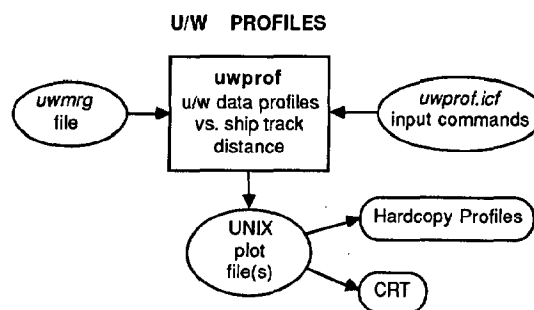 U/W PROFILES
uwprof
u/w data profiles
vs. ship track
distance
uwmrg
file
uwprof.icf
input commands
UNIX
plot
file(s)
Hardcopy Profiles
CRT